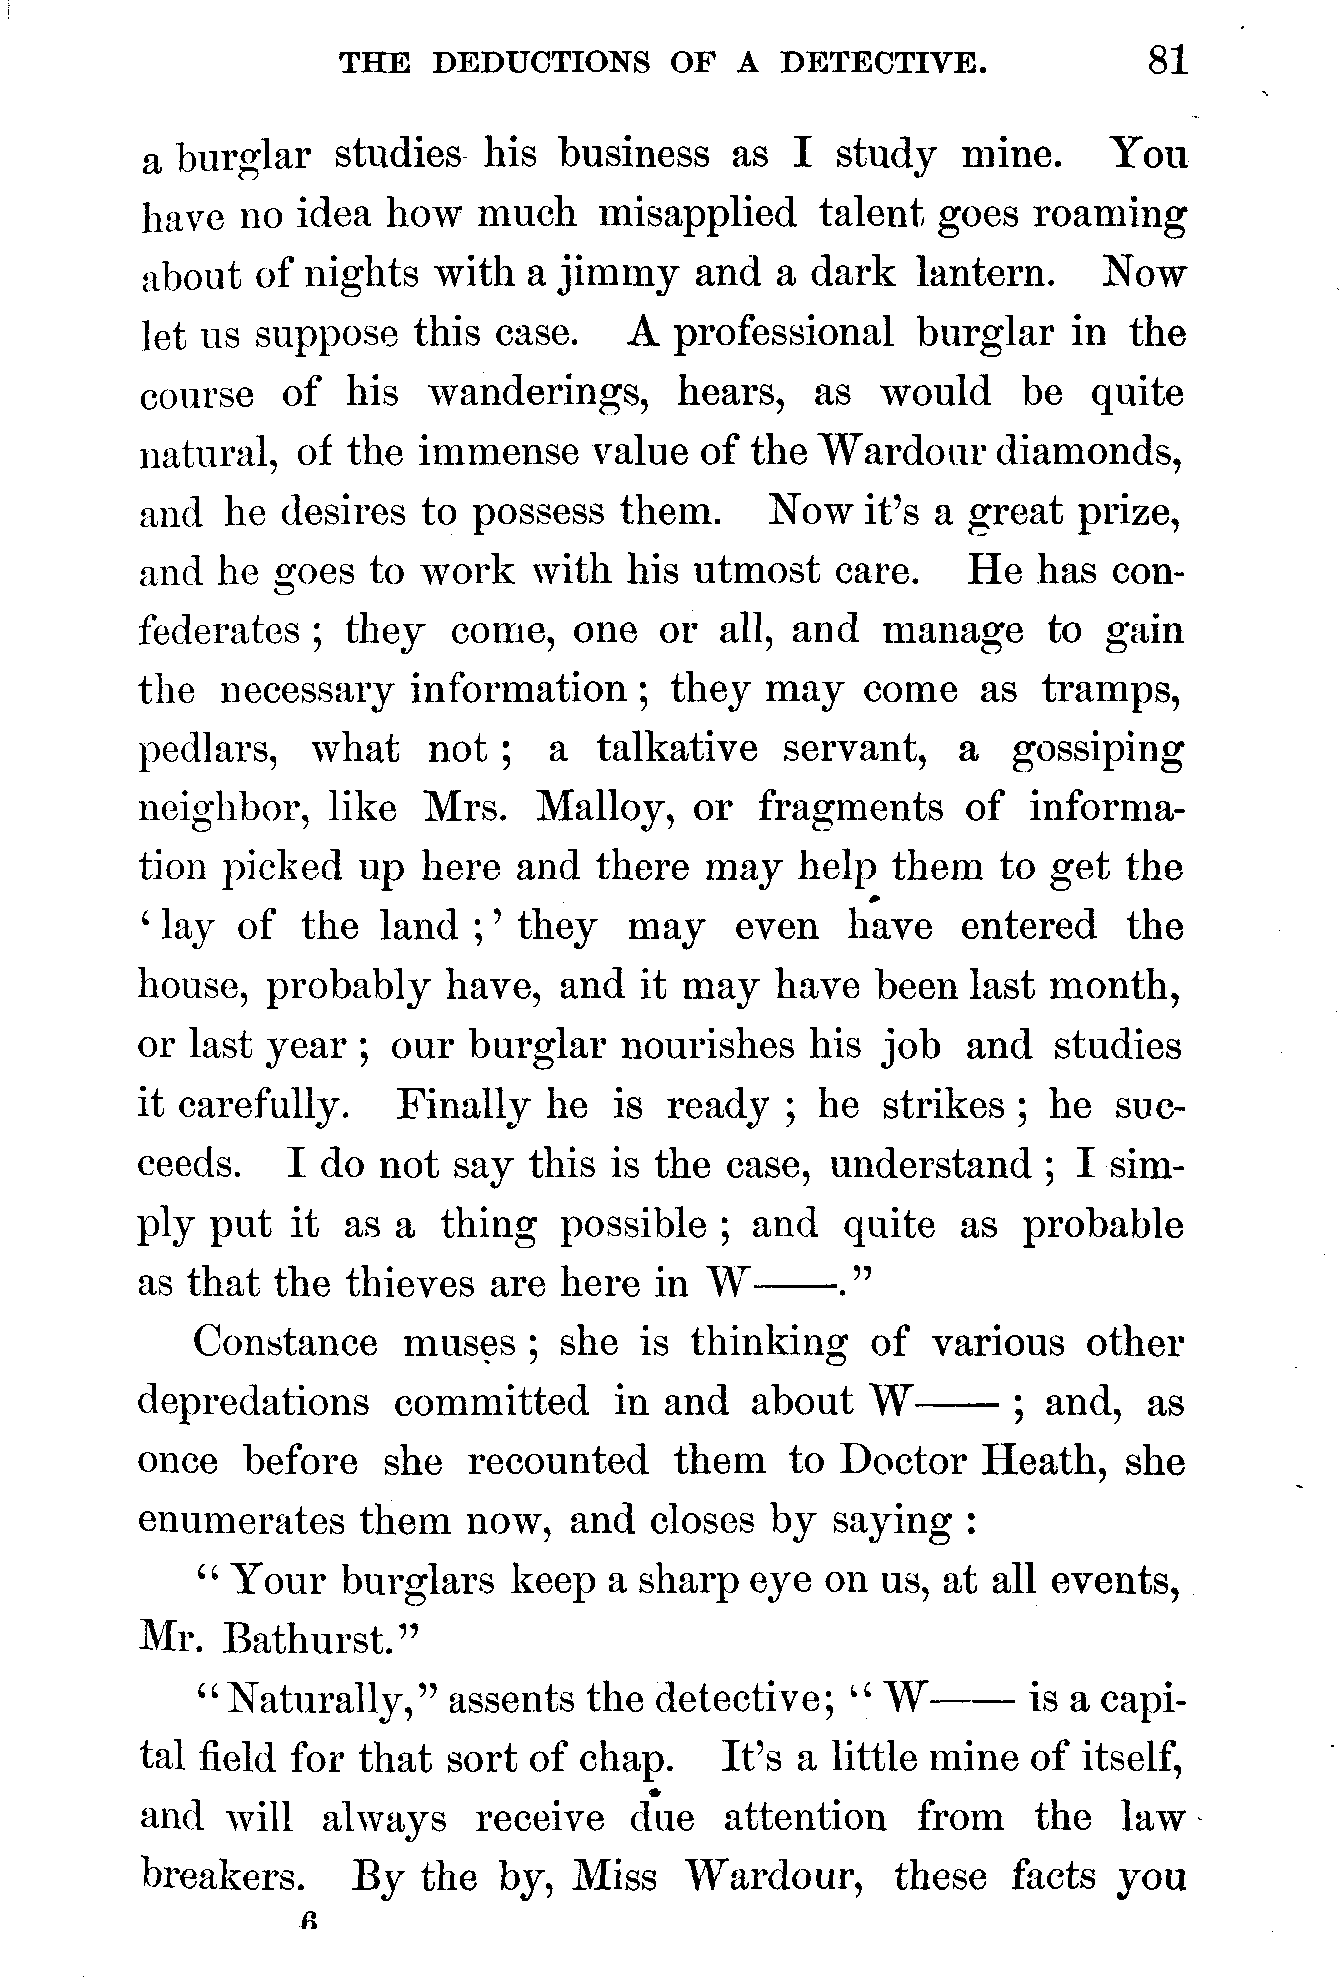 THE DEDUCTIONS OF A DETECTIVE. 81
a burglar studies his business as I study mine. You
have no idea how much misapplied talent goes roaming
about of nights with a jimmy and a dark lantern. Now
let us suppose this case. A professional burglar in the
course of his wanderings, hears, as would be quite
natural, of the immense value of the Wardour diamonds,
and he desires to possess them. Now it's a great prize,
and he goes to work with his utmost care. He has con-
federates ; they come, one or all, and manage to gain
the necessary information ; they may come as tramps,
pedlars, what not ; a talkative servant, a gossiping
neighbor, like Mrs. Malloy, or fragments of informa-
tion picked up here and there may help them to get the
‘ lay of the land ; ’ they may even have entered the
house, probably have, and it may have been last month,
or last year ; our burglar nourishes his job and studies
it carefully. Finally he is ready ; he strikes ; he suc-
ceeds. I do not say this is the case, understand ; I sim-
ply put it as a thing possible ; and quite as probable
as that the thieves are here in W——.”
Constance muses ; she is thinking of various other
depredations committed in and about W—— ; and, as
once before she recounted them to Doctor Heath, she
enumerates them now, and closes by saying :
“ Your burglars keep a sharp eye on us, at all events,
Mr. Bathurst.”
“ Naturally,” assents the detective; “ W—— is a capi-
tal field for that sort of chap. It's a little mine of itself,
and will always receive due attention from the law
breakers. By the by, Miss Wardour, these facts you
6